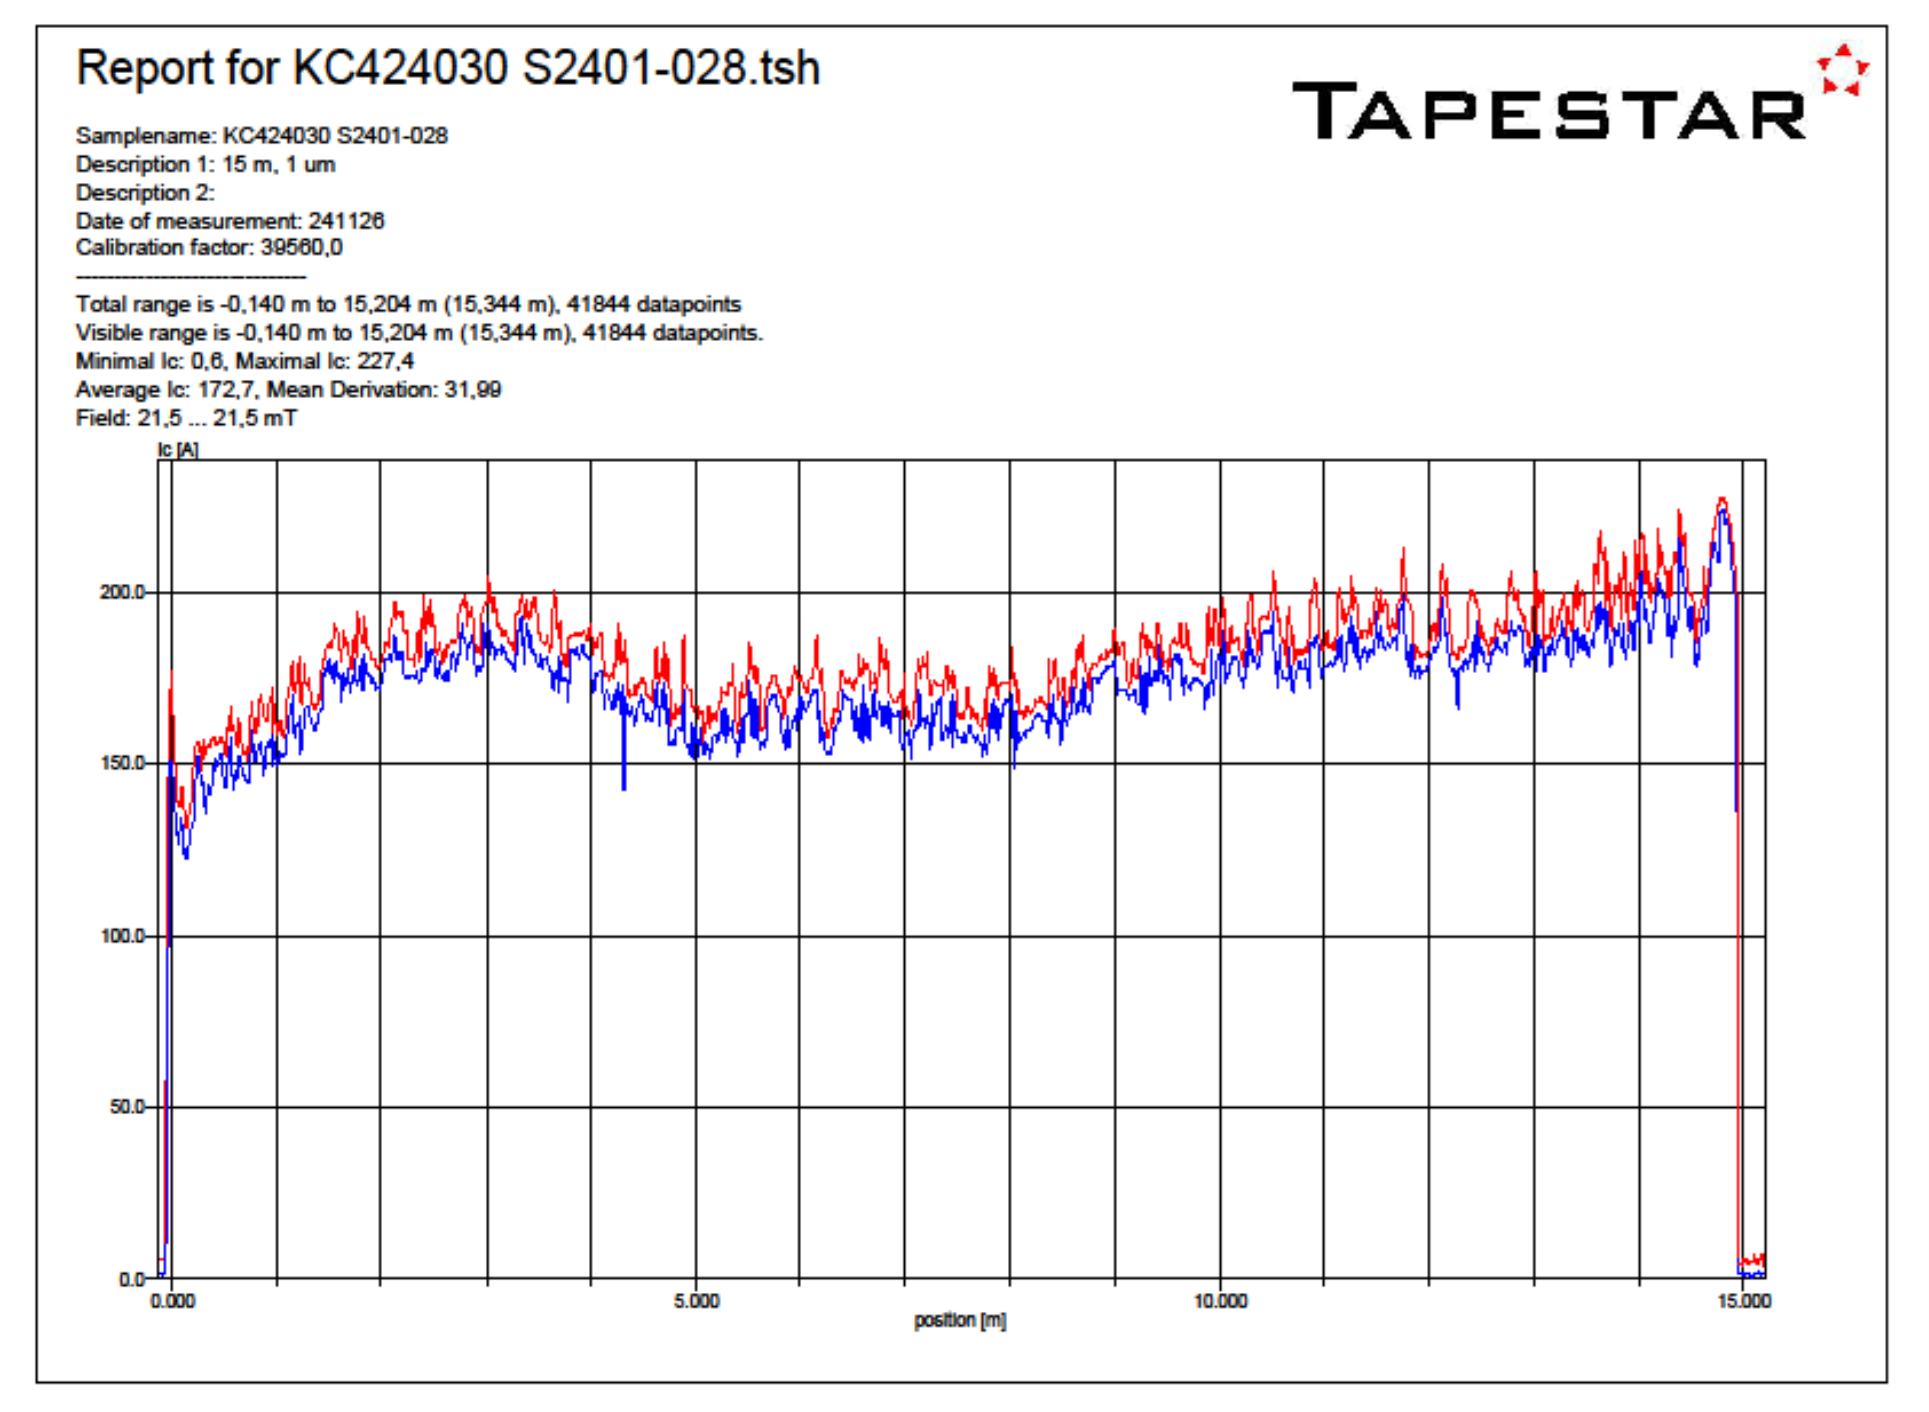 Report for KC424030 S2401-028.tsh
TAPESTAR
Samplename: KC424030 S2401-028
Description 1: 15 m, 1 um
Description 2:
Date of measurement: 241126
Calibration factor: 39560,0
------------------------------
Total range is -0,140 m to 15,204 m (15,344 m), 41844 datapoints
Visible range is -0,140 m to 15,204 m (15,344 m), 41844 datapoints.
Minimal Ic: 0,6, Maximal Ic: 227,4
Average Ic: 172,7, Mean Derivation: 31,99
Field: 21,5 ... 21,5 mT
Ic [A]
200.0
150.0
100.0
50.0
0.0
0.000 5.000 10.000 15.000
position [m]